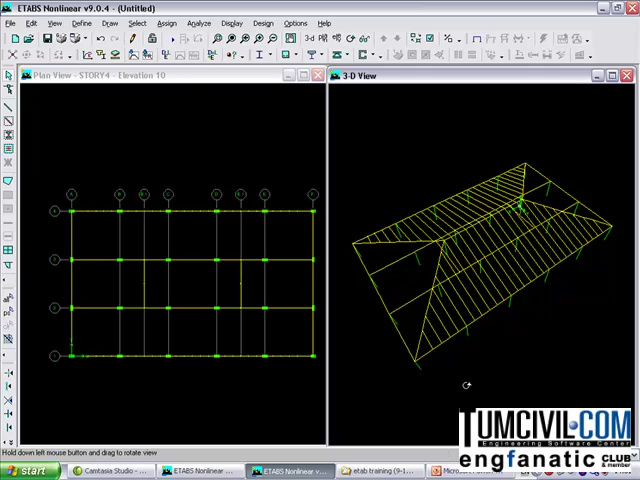 ETABS Nonlinear v9.0.4 - (Untitled)
File Edit View Define Draw Select Assign Analyze Display Design Options Help
Plan View - STORY4 - Elevation 10
3-D View
3-d
TUMCIVIL.COM
Engineering Software Center
engfanatic CLUB
& member
Hold down left mouse button and drag to rotate view
start
Camtasia Studio - ...
ETABS Nonlinear ...
ETABS Nonlinear v...
etab training (9-1...